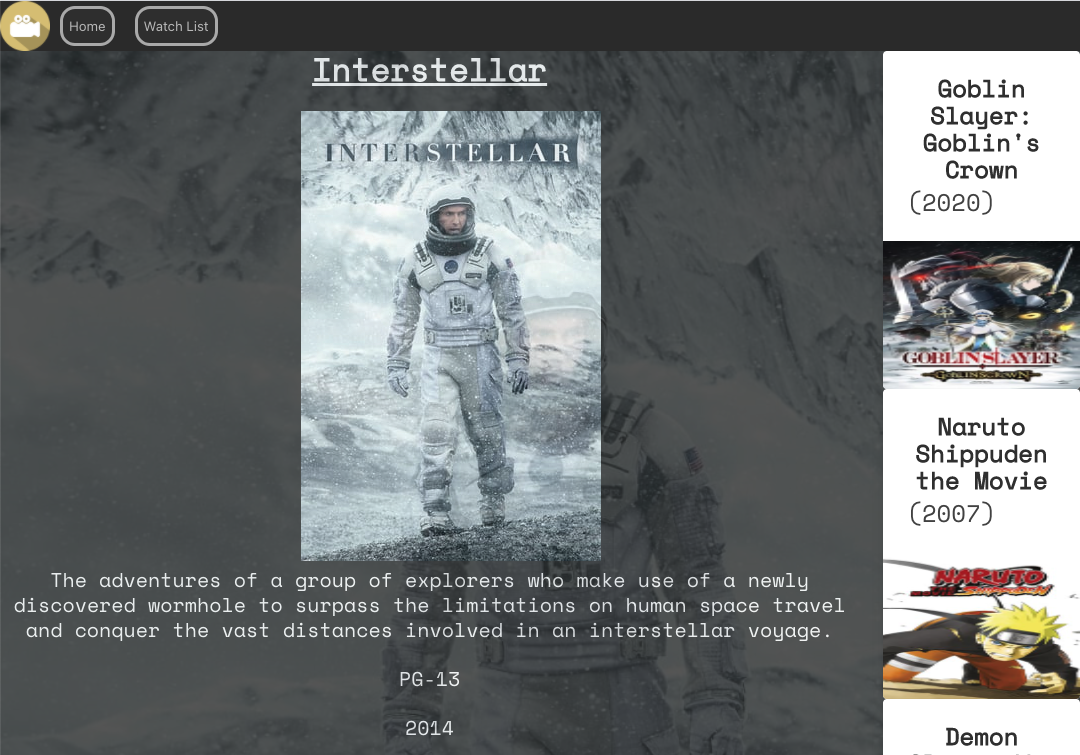 Home
Watch List
Interstellar
INTERSTELLAR
The adventures of a group of explorers who make use of a newly
discovered wormhole to surpass the limitations on human space travel
and conquer the vast distances involved in an interstellar voyage.
PG-13
2014
Goblin
Slayer:
Goblin's
Crown
(2020)
GOBLIN SLAYER
GOBLIN'S CROWN
Naruto
Shippuden
the Movie
(2007)
NARUTO
Shippuden
Demon